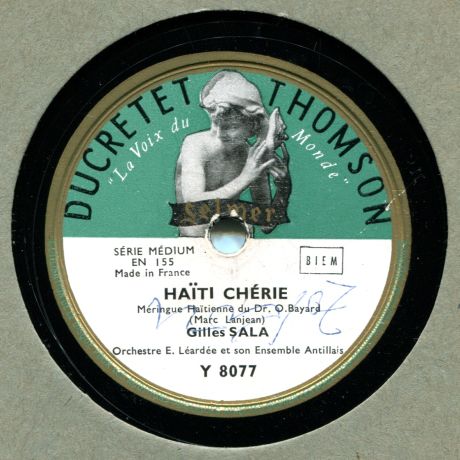 DUCRETET THOMSON
"La Voix du Monde"
Selmer
SÉRIE MÉDIUM
EN 155
Made in France
BIEM
HAÏTI CHÉRIE
Méringue Haïtienne du Dr. O.Bayard
(Marc Lanjean)
Gilles SALA
Orchestre E. Léardée et son Ensemble Antillais
Y 8077